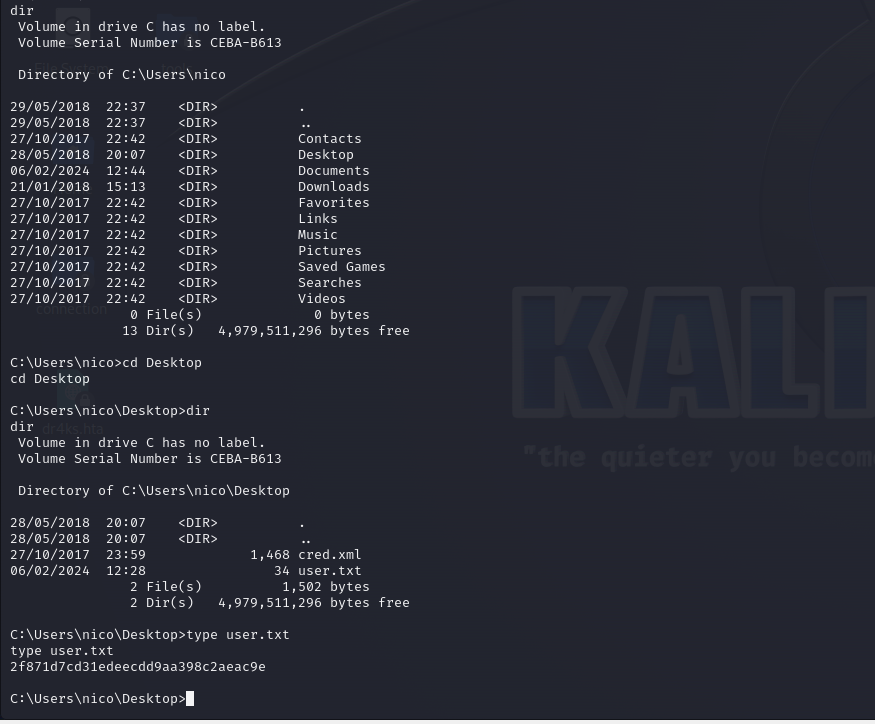 dir
 Volume in drive C has no label.
 Volume Serial Number is CEBA-B613

 Directory of C:\Users\nico

29/05/2018  22:37    <DIR>          .
29/05/2018  22:37    <DIR>          ..
27/10/2017  22:42    <DIR>          Contacts
28/05/2018  20:07    <DIR>          Desktop
06/02/2024  12:44    <DIR>          Documents
21/01/2018  15:13    <DIR>          Downloads
27/10/2017  22:42    <DIR>          Favorites
27/10/2017  22:42    <DIR>          Links
27/10/2017  22:42    <DIR>          Music
27/10/2017  22:42    <DIR>          Pictures
27/10/2017  22:42    <DIR>          Saved Games
27/10/2017  22:42    <DIR>          Searches
27/10/2017  22:42    <DIR>          Videos
               0 File(s)              0 bytes
              13 Dir(s)   4,979,511,296 bytes free

C:\Users\nico>cd Desktop
cd Desktop

C:\Users\nico\Desktop>dir
dir
 Volume in drive C has no label.
 Volume Serial Number is CEBA-B613

 Directory of C:\Users\nico\Desktop

28/05/2018  20:07    <DIR>          .
28/05/2018  20:07    <DIR>          ..
27/10/2017  23:59             1,468 cred.xml
06/02/2024  12:28                34 user.txt
               2 File(s)          1,502 bytes
               2 Dir(s)   4,979,511,296 bytes free

C:\Users\nico\Desktop>type user.txt
type user.txt
2f871d7cd31edeecdd9aa398c2aeac9e

C:\Users\nico\Desktop>
File System
connection
dr4ks.hta
KALI
"the quieter you becom